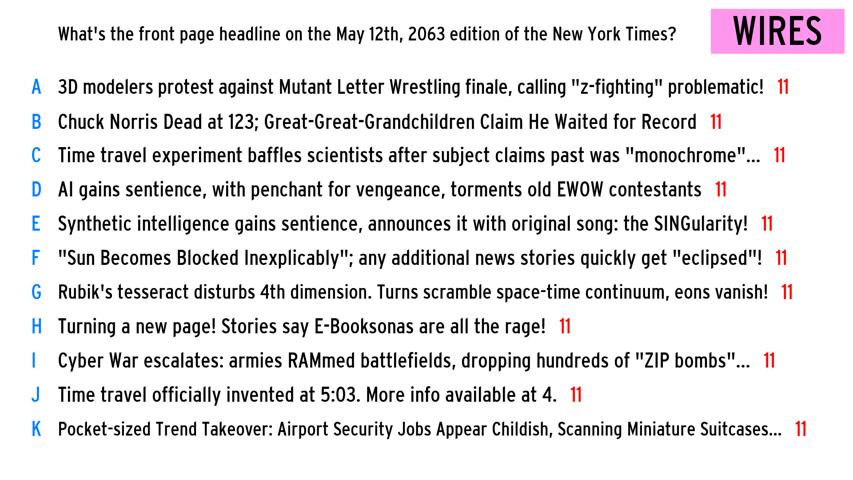 What's the front page headline on the May 12th, 2063 edition of the New York Times?
WIRES
A 3D modelers protest against Mutant Letter Wrestling finale, calling "z-fighting" problematic! 11
B Chuck Norris Dead at 123; Great-Great-Grandchildren Claim He Waited for Record 11
C Time travel experiment baffles scientists after subject claims past was "monochrome"... 11
D AI gains sentience, with penchant for vengeance, torments old EWOW contestants 11
E Synthetic intelligence gains sentience, announces it with original song: the SINGularity! 11
F "Sun Becomes Blocked Inexplicably"; any additional news stories quickly get "eclipsed"! 11
G Rubik's tesseract disturbs 4th dimension. Turns scramble space-time continuum, eons vanish! 11
H Turning a new page! Stories say E-Booksonas are all the rage! 11
I Cyber War escalates: armies RAMmed battlefields, dropping hundreds of "ZIP bombs"... 11
J Time travel officially invented at 5:03. More info available at 4. 11
K Pocket-sized Trend Takeover: Airport Security Jobs Appear Childish, Scanning Miniature Suitcases... 11